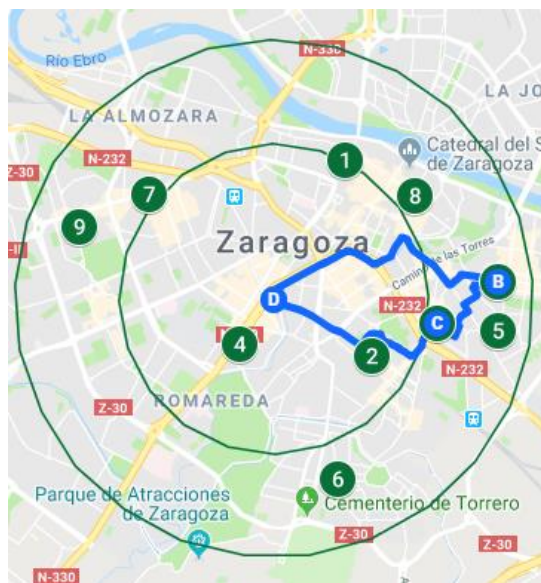 N-330
Río Ebro
LA JO
LA ALMOZARA
Catedral del S
de Zaragoza
N-232
1
7
8
9
Zaragoza
Camino de las Torres
B
D
N-232
C
5
4
2
N-232
ROMAREDA
Z-30
6
Parque de Atracciones
de Zaragoza
Cementerio de Torrero
Z-30
Z-30
N-330